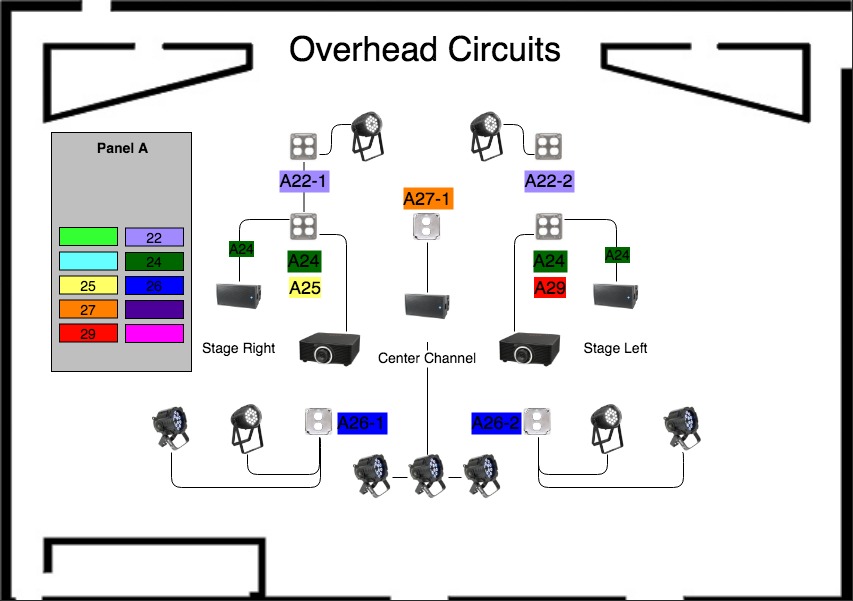 Overhead Circuits
Panel A
22
24
25
26
27
29
A22-1
A22-2
A27-1
A24
A24
A25
A24
A29
A24
Stage Right
Center Channel
Stage Left
A26-1
A26-2